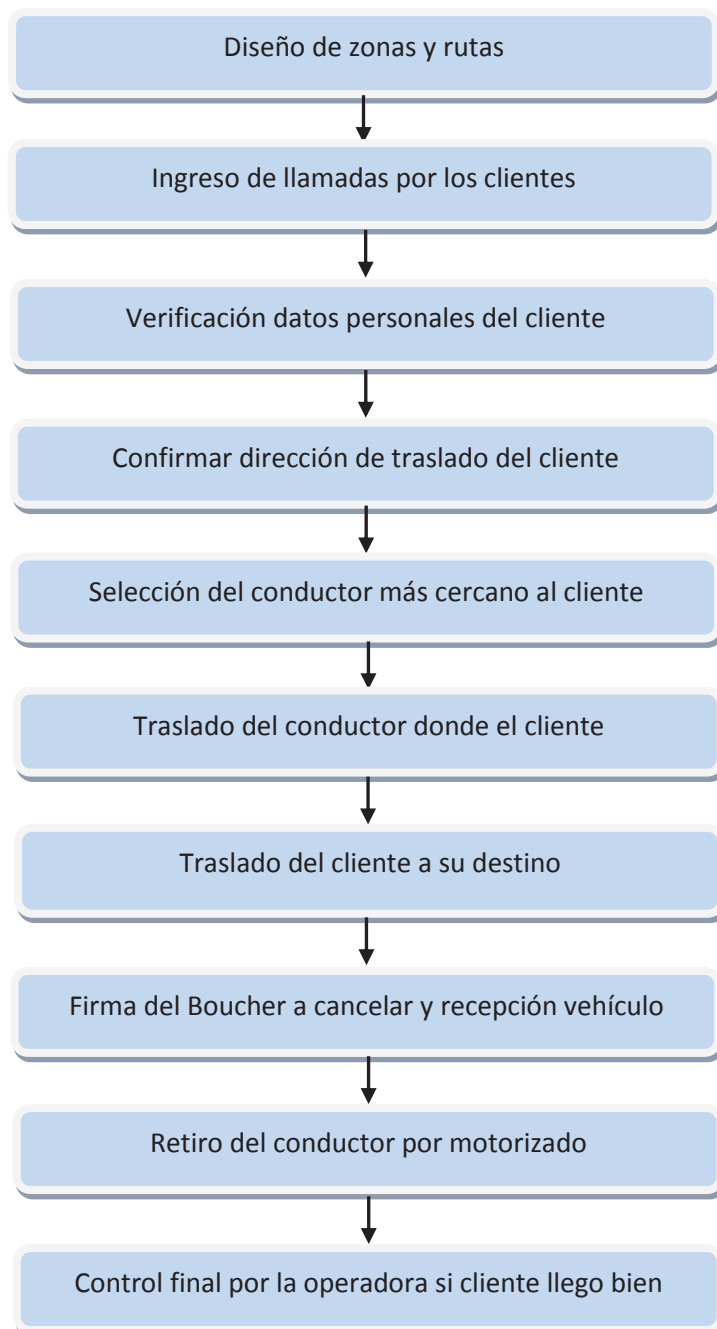 Diseño de zonas y rutas
Ingreso de llamadas por los clientes
Verificación datos personales del cliente
Confirmar dirección de traslado del cliente
Selección del conductor más cercano al cliente
Traslado del conductor donde el cliente
Traslado del cliente a su destino
Firma del Boucher a cancelar y recepción vehículo
Retiro del conductor por motorizado
Control final por la operadora si cliente llego bien